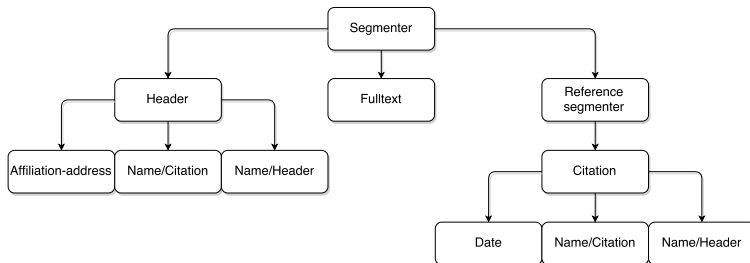 Segmenter
Header
Fulltext
Reference
segmenter
Affiliation-address
Name/Citation
Name/Header
Citation
Date
Name/Citation
Name/Header